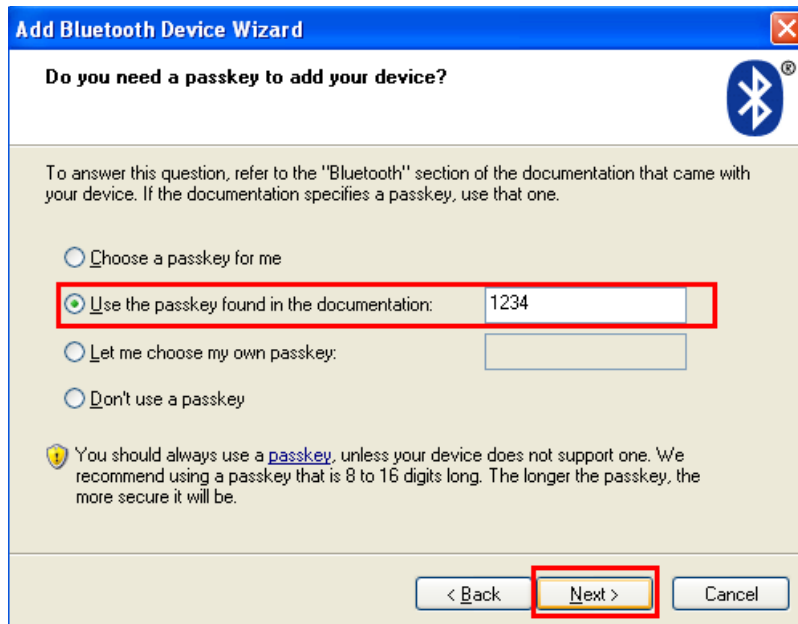 Add Bluetooth Device Wizard
Do you need a passkey to add your device?
®
To answer this question, refer to the "Bluetooth" section of the documentation that came with
your device. If the documentation specifies a passkey, use that one.
Choose a passkey for me
Use the passkey found in the documentation: 1234
Let me choose my own passkey:
Don't use a passkey
You should always use a passkey, unless your device does not support one. We
recommend using a passkey that is 8 to 16 digits long. The longer the passkey, the
more secure it will be.
< Back Next > Cancel